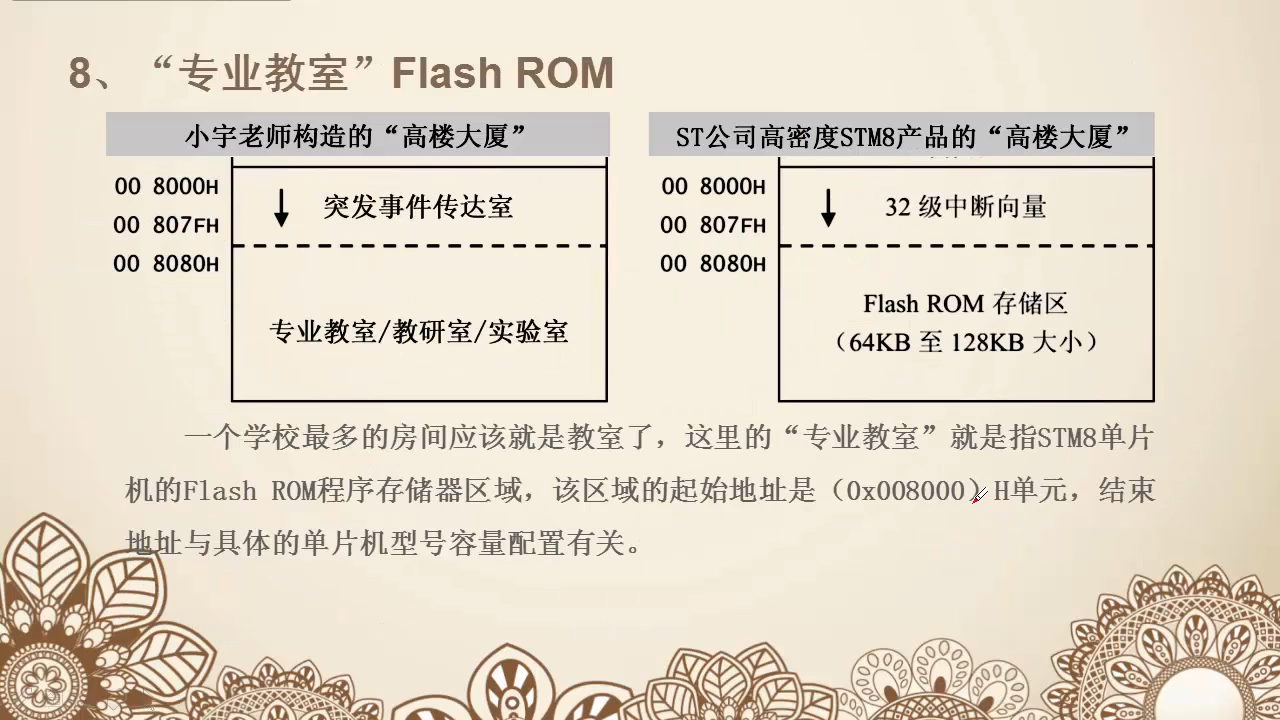 8、“专业教室”Flash ROM
小宇老师构造的“高楼大厦”
00 8000H
00 807FH
00 8080H
突发事件传达室
专业教室/教研室/实验室
ST公司高密度STM8产品的“高楼大厦”
00 8000H
00 807FH
00 8080H
32 级中断向量
Flash ROM 存储区
（64KB 至 128KB 大小）
一个学校最多的房间应该就是教室了，这里的“专业教室”就是指STM8单片
机的Flash ROM程序存储器区域，该区域的起始地址是（0x008000）H单元，结束
地址与具体的单片机型号容量配置有关。